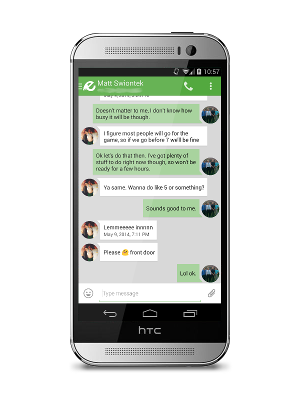 10:57
Matt Swiontek
Doesn't matter to me. I don't know how
busy it will be though.
I figure most people will go for the
game, so if we go before 7 we'll be fine
Ok let's do that then. I've got plenty of
stuff to do right now though, so won't be
ready for a few hours.
Ya same. Wanna do like 5 or something?
Sounds good to me.
Lemmeeeee innnnn
May 9, 2014, 7:11 PM
Please 🤗 front door
Lol ok.
Type message
hTC